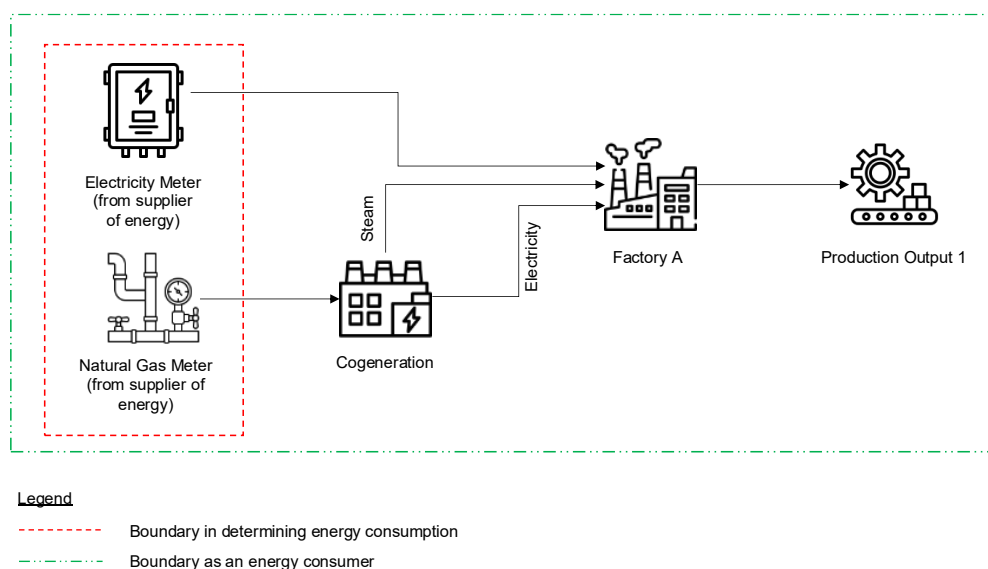 Electricity Meter
(from supplier
of energy)
Steam
Electricity
Factory A
Production Output 1
Natural Gas Meter
(from supplier of
energy)
Cogeneration
Legend
Boundary in determining energy consumption
Boundary as an energy consumer